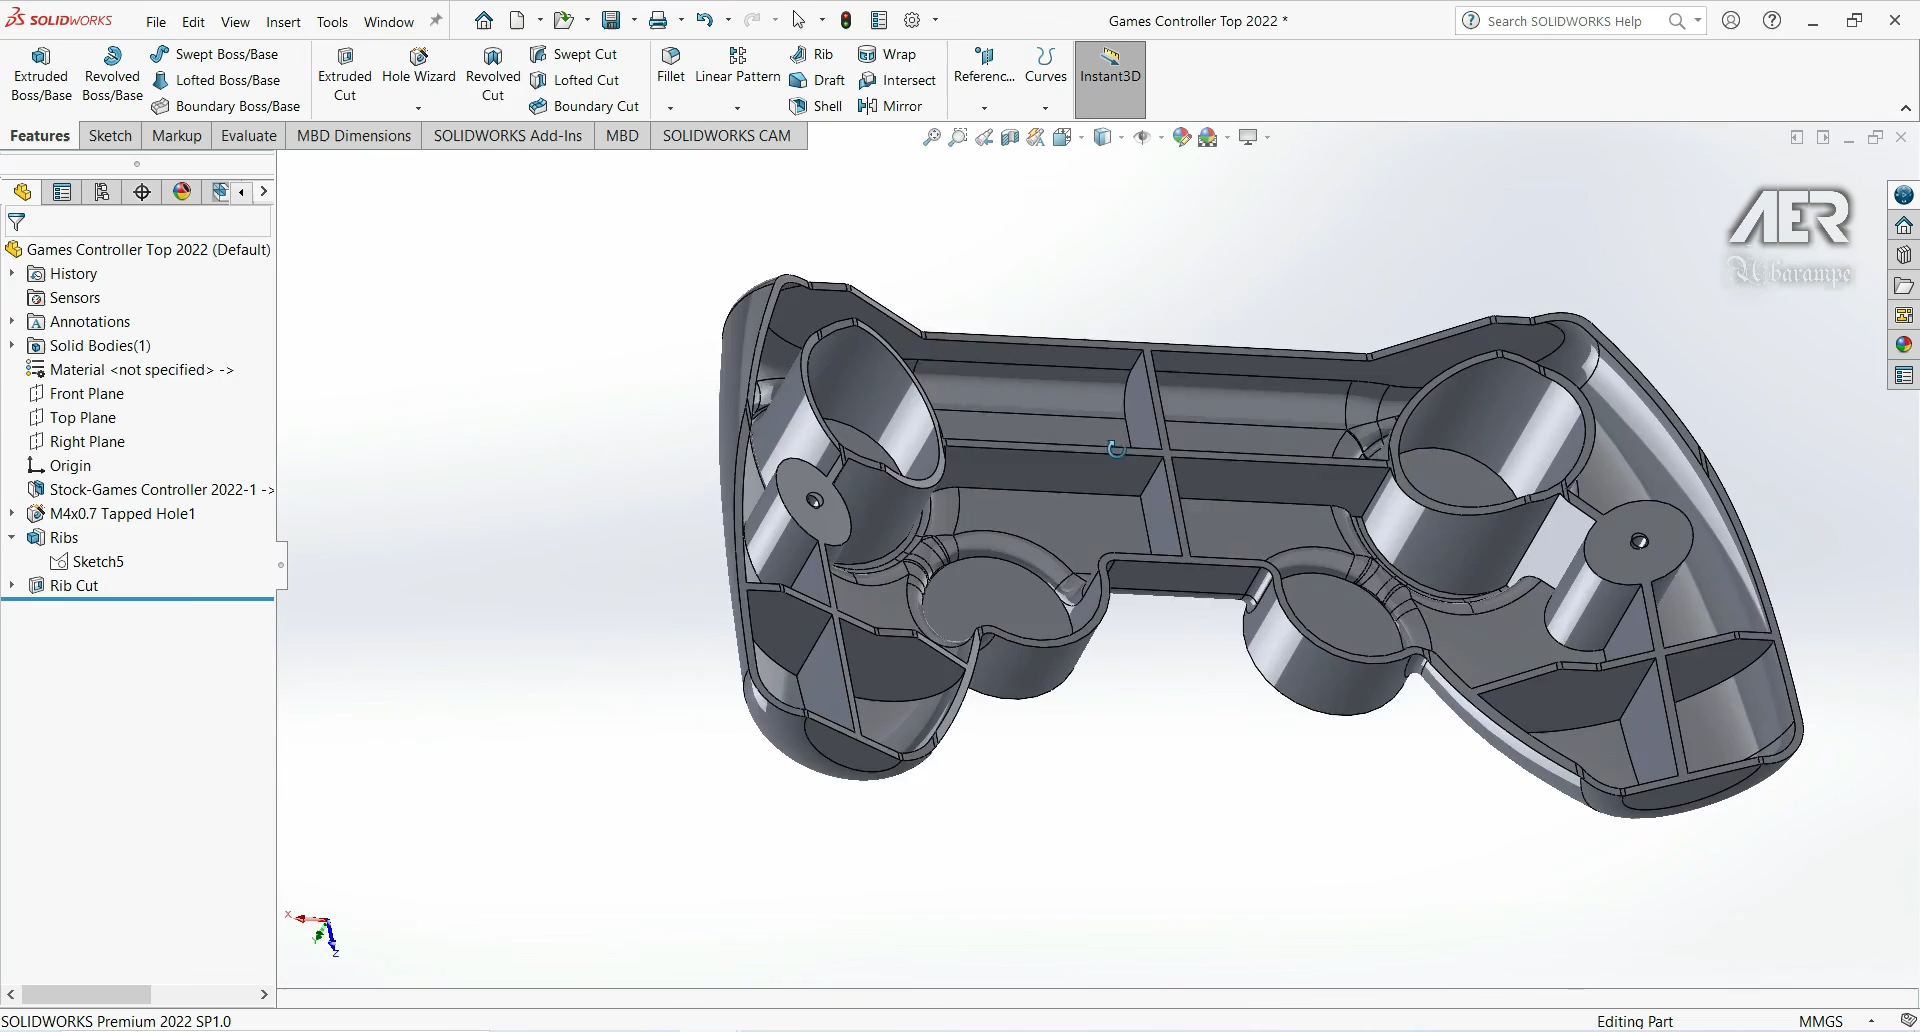 SOLIDWORKS File Edit View Insert Tools Window Games Controller Top 2022 * Search SOLIDWORKS Help
Extruded Boss/Base
Revolved Boss/Base
Swept Boss/Base
Lofted Boss/Base
Boundary Boss/Base
Extruded Cut
Hole Wizard
Revolved Cut
Swept Cut
Lofted Cut
Boundary Cut
Fillet
Linear Pattern
Rib
Draft
Shell
Wrap
Intersect
Mirror
Referenc...
Curves
Instant3D
Features Sketch Markup Evaluate MBD Dimensions SOLIDWORKS Add-Ins MBD SOLIDWORKS CAM
Games Controller Top 2022 (Default)
History
Sensors
Annotations
Solid Bodies(1)
Material <not specified> ->
Front Plane
Top Plane
Right Plane
Origin
Stock-Games Controller 2022-1 ->
M4x0.7 Tapped Hole1
Ribs
Sketch5
Rib Cut
AER
X
Y
Z
SOLIDWORKS Premium 2022 SP1.0 Editing Part MMGS